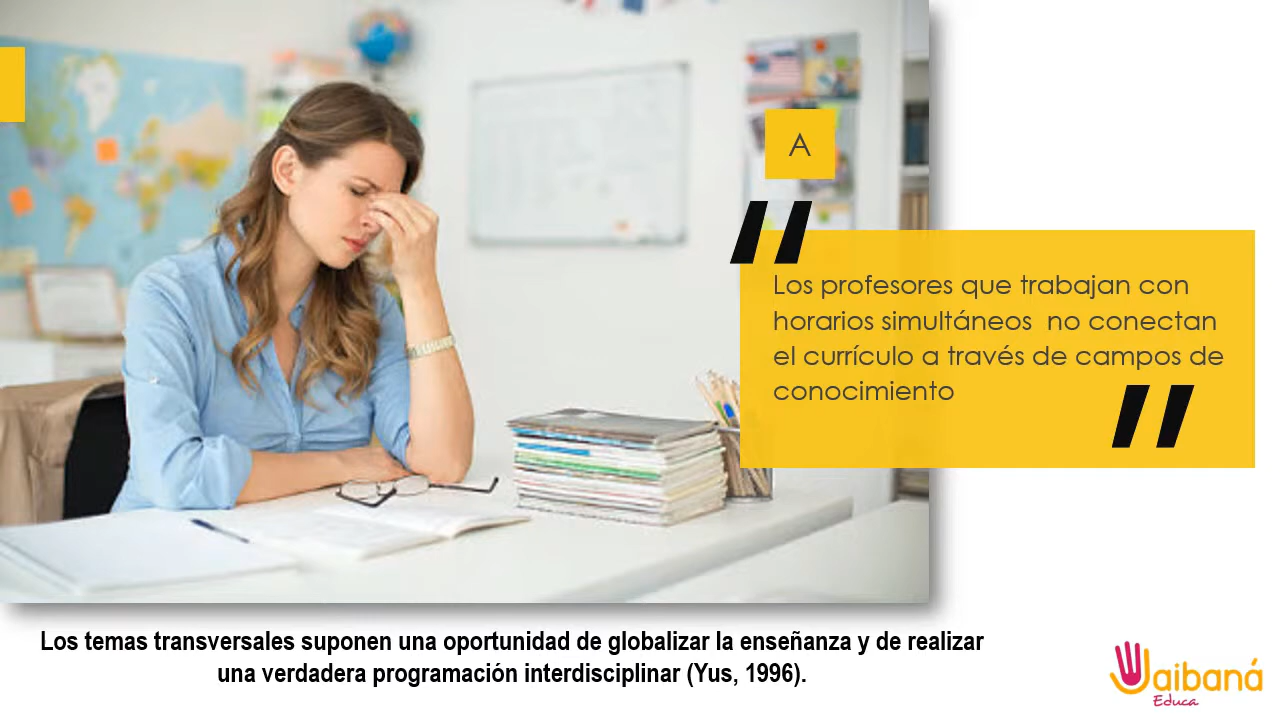 A
Los profesores que trabajan con
horarios simultáneos no conectan
el currículo a través de campos de
conocimiento
Los temas transversales suponen una oportunidad de globalizar la enseñanza y de realizar
una verdadera programación interdisciplinar (Yus, 1996).
Jaibaná
Educa